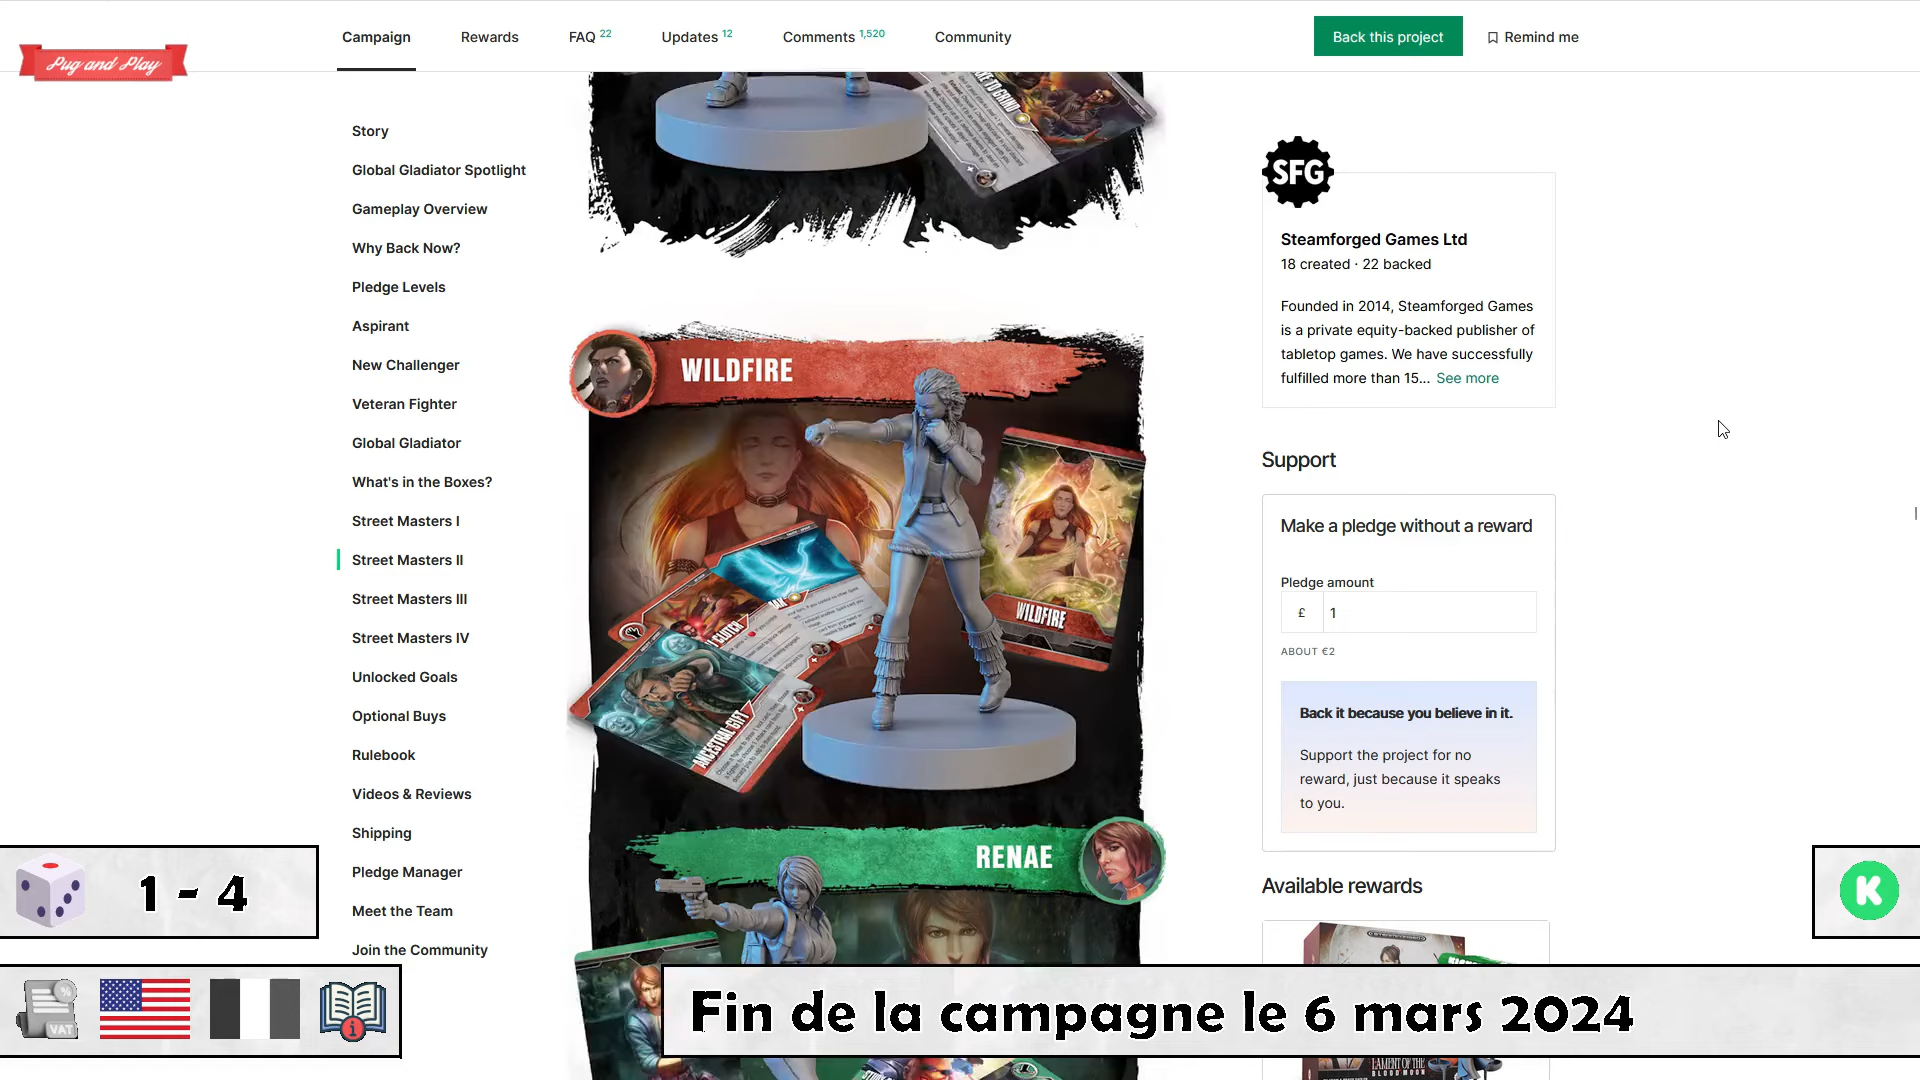 Pug and Play
Campaign
Rewards
FAQ 22
Updates 12
Comments 1,520
Community
Back this project
Remind me
Story
Global Gladiator Spotlight
Gameplay Overview
Why Back Now?
Pledge Levels
Aspirant
New Challenger
Veteran Fighter
Global Gladiator
What's in the Boxes?
Street Masters I
Street Masters II
Street Masters III
Street Masters IV
Unlocked Goals
Optional Buys
Rulebook
Videos & Reviews
Shipping
Pledge Manager
Meet the Team
Join the Community
WILDFIRE
WILDFIRE
ANCESTRAL GIFT
RENAE
SFG
Steamforged Games Ltd
18 created · 22 backed
Founded in 2014, Steamforged Games
is a private equity-backed publisher of
tabletop games. We have successfully
fulfilled more than 15... See more
Support
Make a pledge without a reward
Pledge amount
£ 1
ABOUT €2
Back it because you believe in it.
Support the project for no
reward, just because it speaks
to you.
Available rewards
LAMENT OF THE
BLOOD MOON
1 - 4
K
VAT
Fin de la campagne le 6 mars 2024